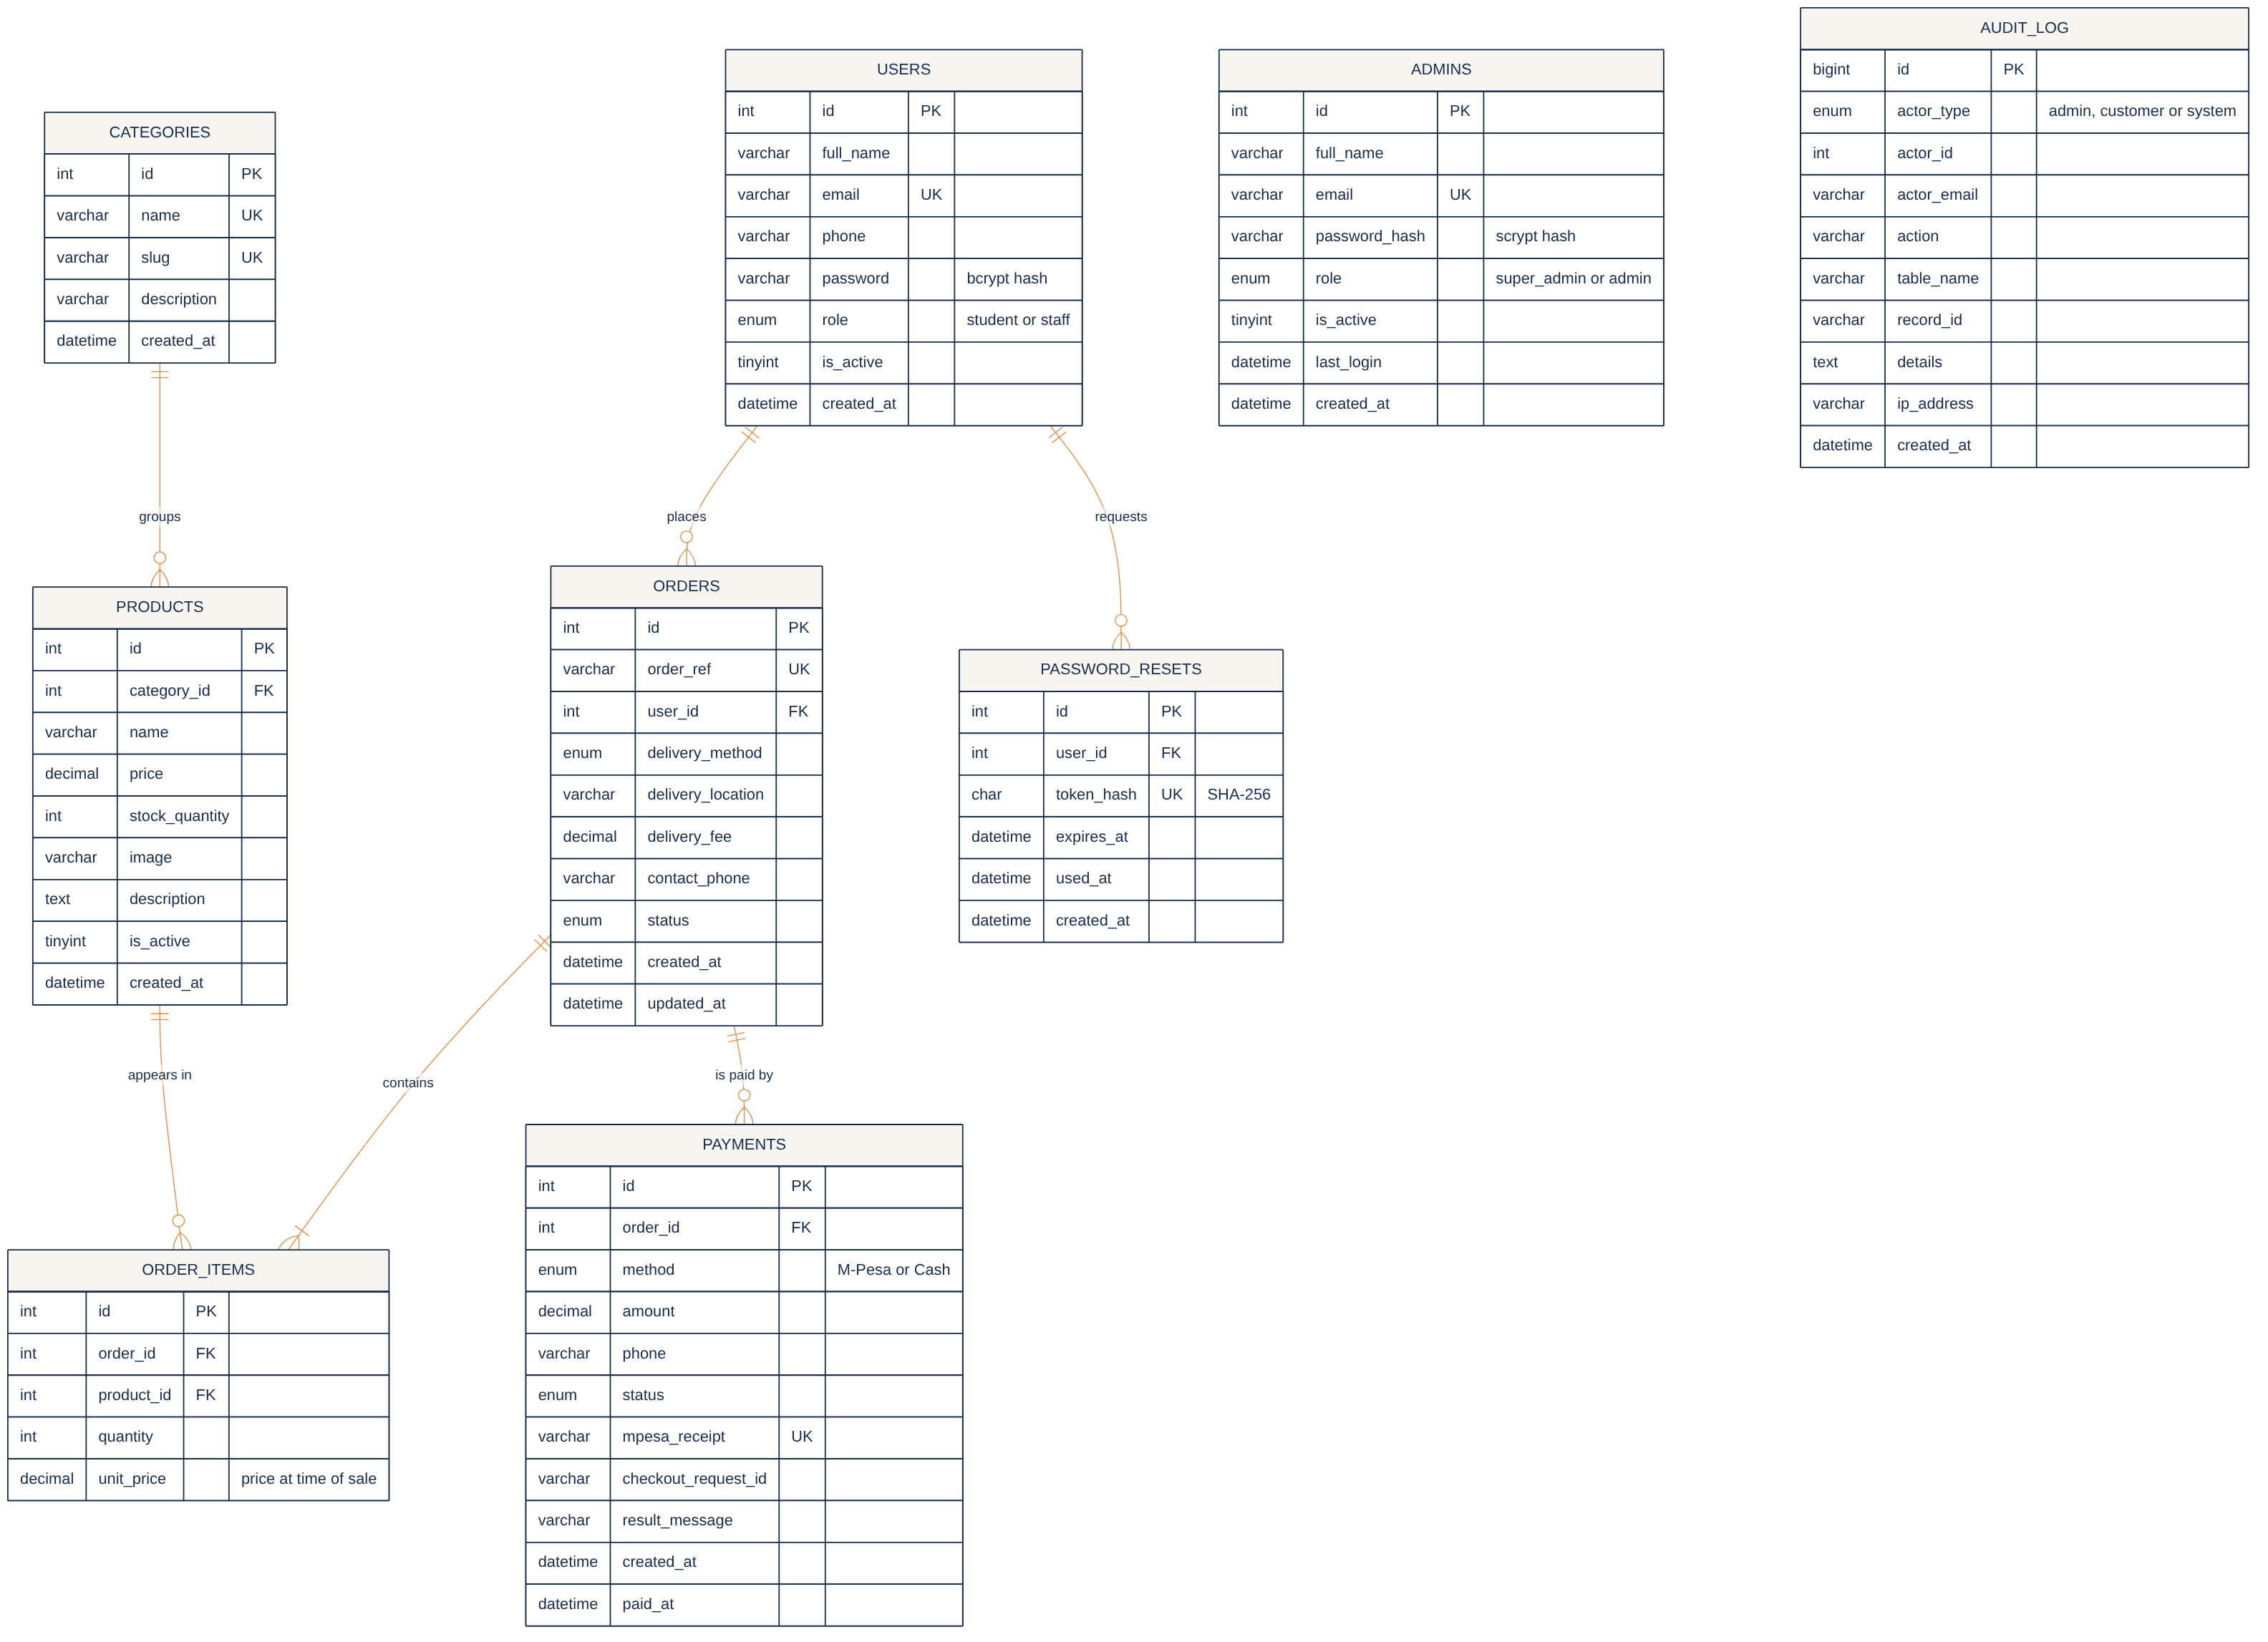 CATEGORIES
int id PK
varchar name UK
varchar slug UK
varchar description
datetime created_at
USERS
int id PK
varchar full_name
varchar email UK
varchar phone
varchar password bcrypt hash
enum role student or staff
tinyint is_active
datetime created_at
ADMINS
int id PK
varchar full_name
varchar email UK
varchar password_hash scrypt hash
enum role super_admin or admin
tinyint is_active
datetime last_login
datetime created_at
AUDIT_LOG
bigint id PK
enum actor_type admin, customer or system
int actor_id
varchar actor_email
varchar action
varchar table_name
varchar record_id
text details
varchar ip_address
datetime created_at
groups
places
requests
PRODUCTS
int id PK
int category_id FK
varchar name
decimal price
int stock_quantity
varchar image
text description
tinyint is_active
datetime created_at
ORDERS
int id PK
varchar order_ref UK
int user_id FK
enum delivery_method
varchar delivery_location
decimal delivery_fee
varchar contact_phone
enum status
datetime created_at
datetime updated_at
PASSWORD_RESETS
int id PK
int user_id FK
char token_hash UK SHA-256
datetime expires_at
datetime used_at
datetime created_at
appears in
contains
is paid by
ORDER_ITEMS
int id PK
int order_id FK
int product_id FK
int quantity
decimal unit_price price at time of sale
PAYMENTS
int id PK
int order_id FK
enum method M-Pesa or Cash
decimal amount
varchar phone
enum status
varchar mpesa_receipt UK
varchar checkout_request_id
varchar result_message
datetime created_at
datetime paid_at